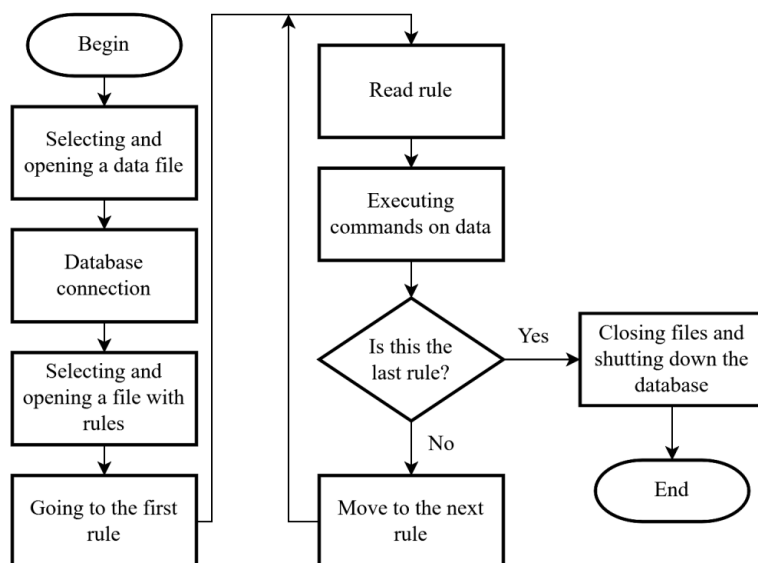 Begin
Selecting and
opening a data file
Database
connection
Selecting and
opening a file with
rules
Going to the first
rule
Read rule
Executing
commands on data
Is this the
last rule?
Yes
No
Move to the next
rule
Closing files and
shutting down the
database
End